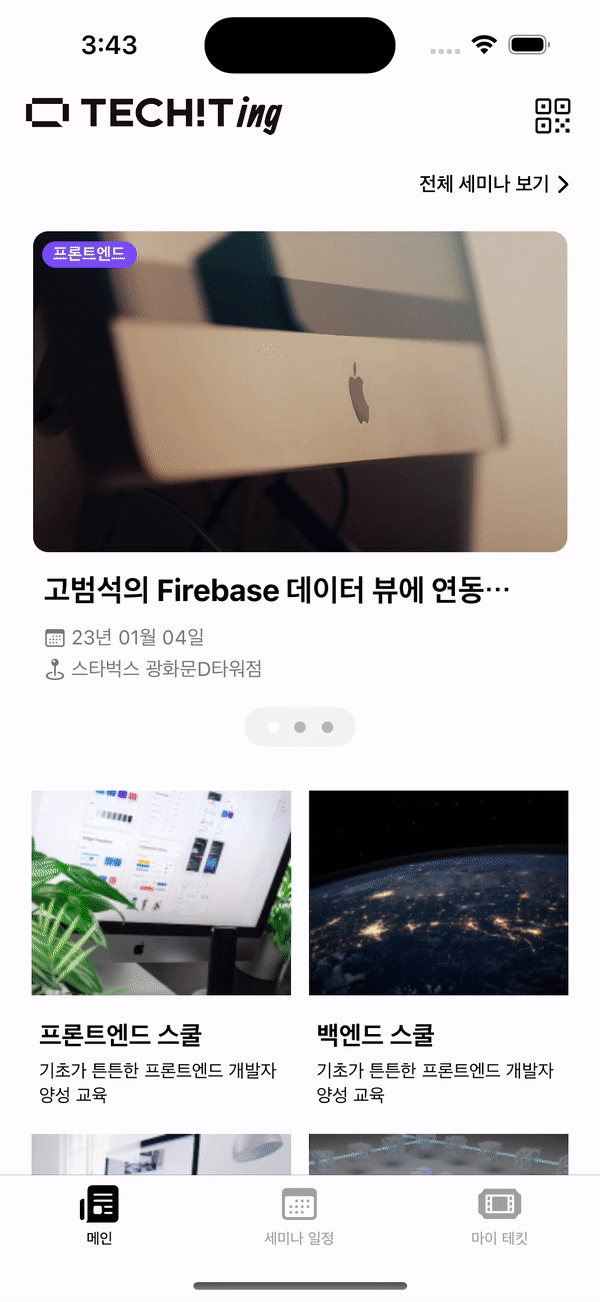 3:43
TECH!Ting
전체 세미나 보기
프론트엔드
고범석의 Firebase 데이터 뷰에 연동…
23년 01월 04일
스타벅스 광화문D타워점
프론트엔드 스쿨
기초가 튼튼한 프론트엔드 개발자
양성 교육
백엔드 스쿨
기초가 튼튼한 프론트엔드 개발자
양성 교육
메인
세미나 일정
마이 테킷